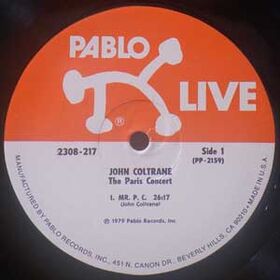 PABLO
LIVE
®
2308-217
Side 1
(PP-2159)
JOHN COLTRANE
The Paris Concert
1. MR. P. C. 26:17
(John Coltrane)
℗ 1979 Pablo Records, Inc.
MANUFACTURED BY PABLO RECORDS, INC., 451 N. CANON DR., BEVERLY HILLS, CA 90210 • MADE IN U.S.A.